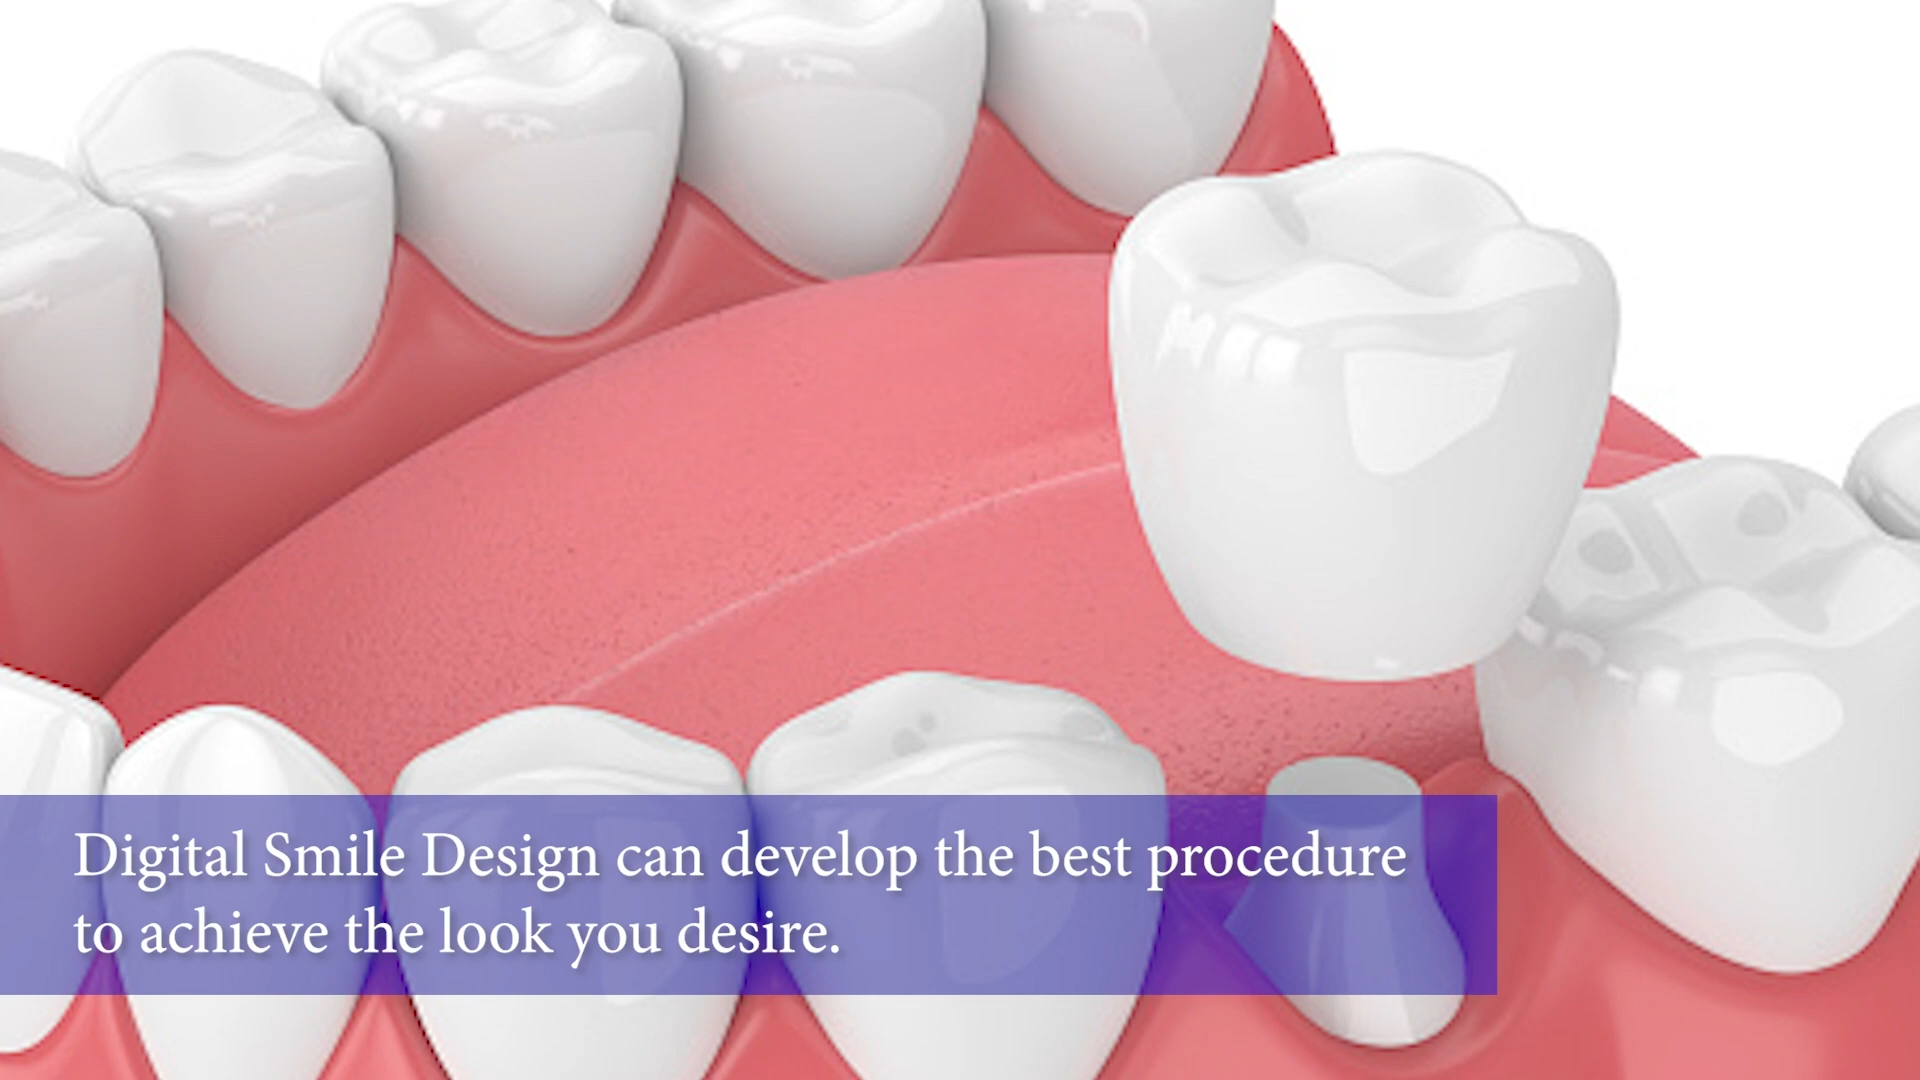 Digital Smile Design can develop the best procedure
to achieve the look you desire.